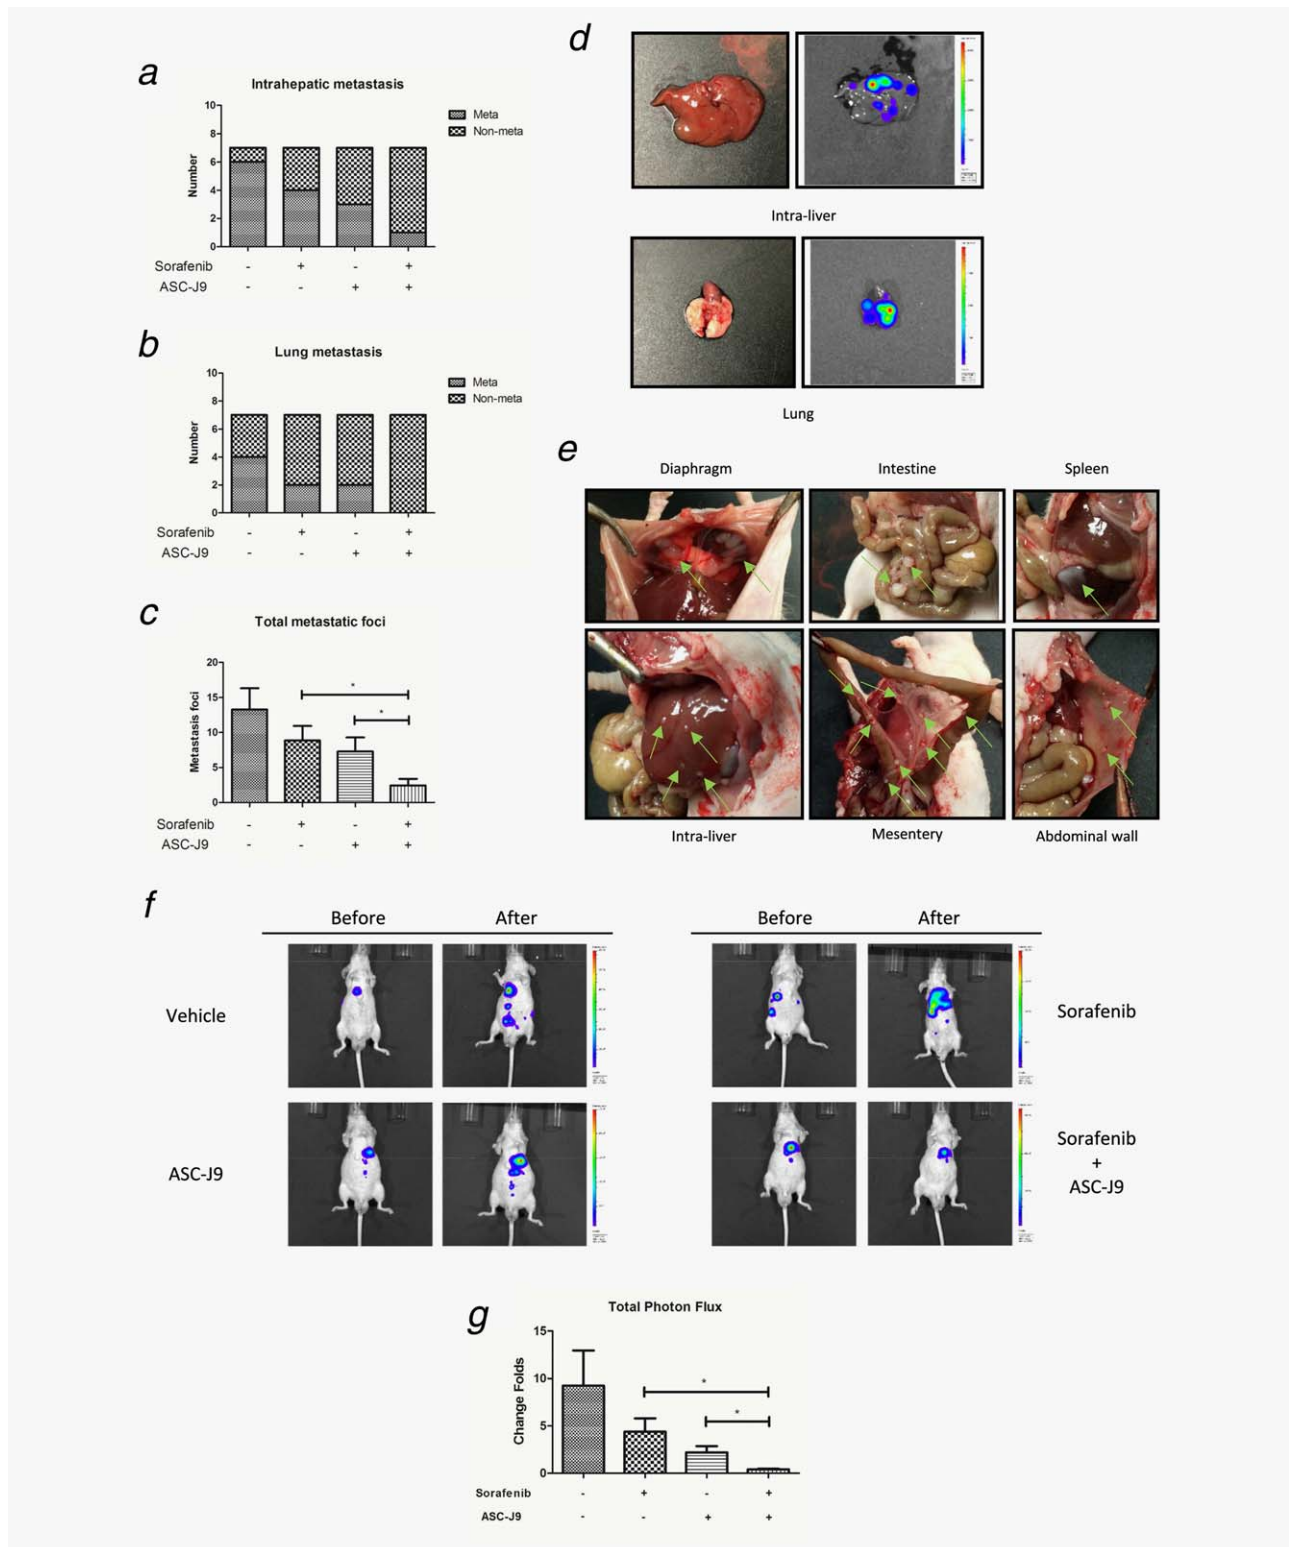 a
Intrahepatic metastasis
Number
10
8
6
4
2
0
Meta
Non-meta
Sorafenib - + - +
ASC-J9 - - + +
b
Lung metastasis
Number
10
8
6
4
2
0
Meta
Non-meta
Sorafenib - + - +
ASC-J9 - - + +
c
Total metastatic foci
Metastasis foci
20
15
10
5
0
*
*
Sorafenib - + - +
ASC-J9 - - + +
d
Intra-liver
Lung
e
Diaphragm Intestine Spleen
Intra-liver Mesentery Abdominal wall
f
Before After Before After
Vehicle Sorafenib
ASC-J9 Sorafenib
+
ASC-J9
g
Total Photon Flux
Change Folds
15
10
5
0
*
*
Sorafenib - + - +
ASC-J9 - - + +